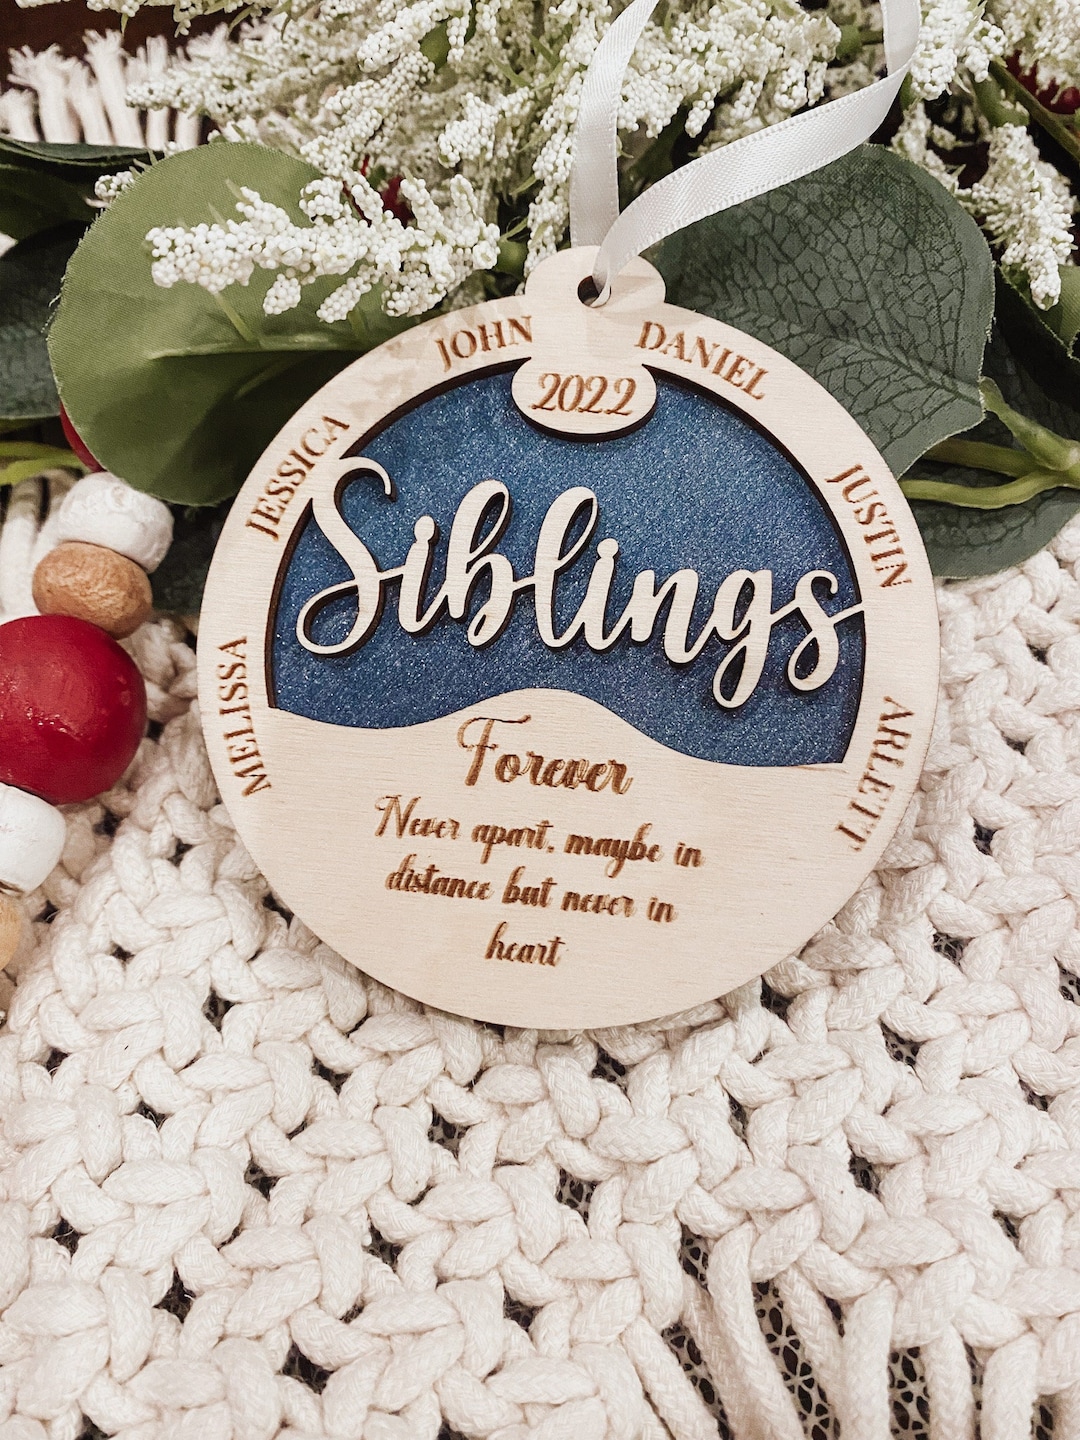 MELISSA
JESSICA
JOHN
DANIEL
JUSTIN
ARLETT
2022
Siblings
Forever
Never apart, maybe in
distance but never in
heart